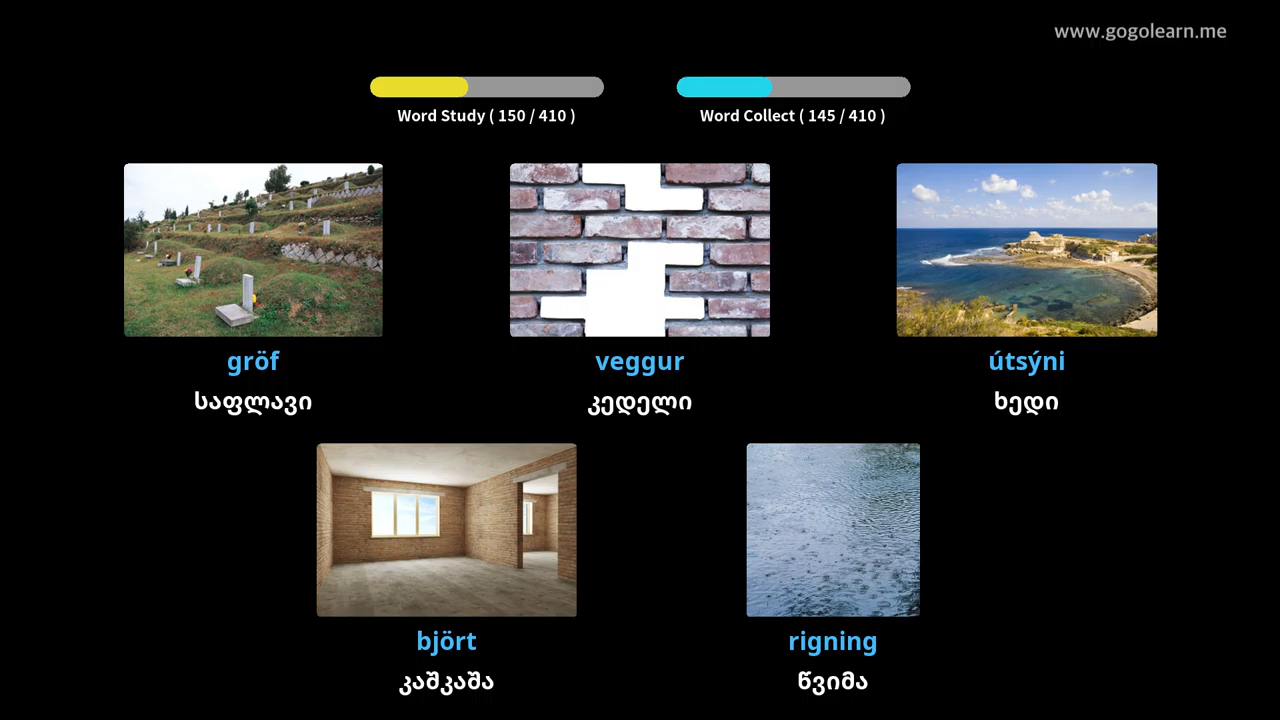 www.gogolearn.me
Word Study ( 150 / 410 )
Word Collect ( 145 / 410 )
gröf
საფლავი
veggur
კედელი
útsýni
ხედი
björt
კაშკაშა
rigning
წვიმა